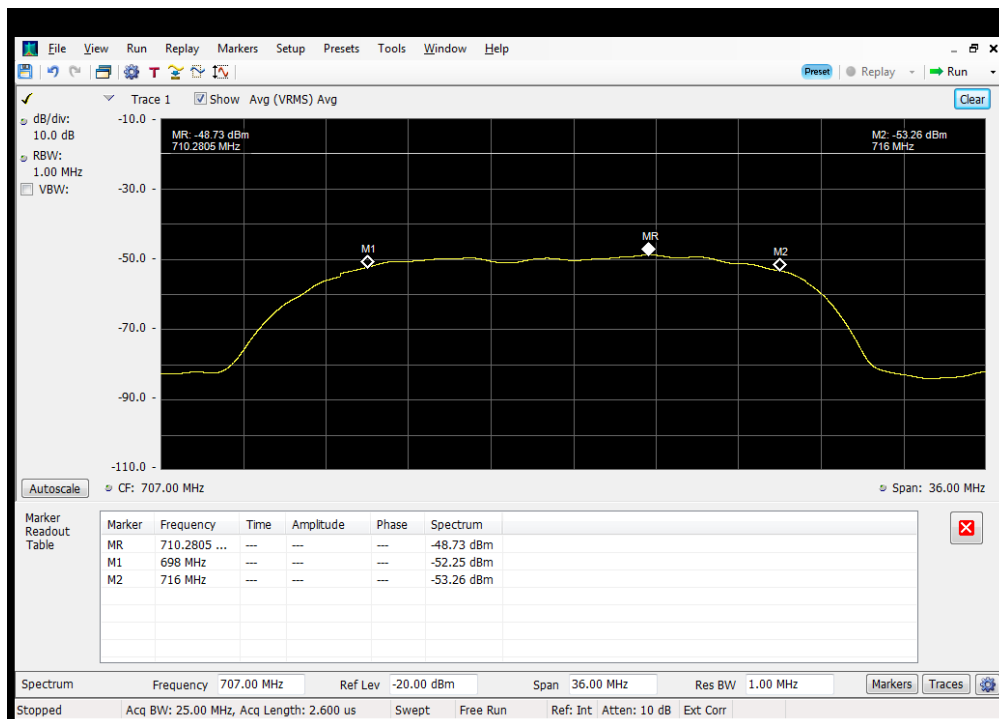 File View Run Replay Markers Setup Presets Tools Window Help
Preset Replay Run
Trace 1 Show Avg (VRMS) Avg Clear
dB/div:
10.0 dB
RBW:
1.00 MHz
VBW:
-10.0
-30.0
-50.0
-70.0
-90.0
-110.0
MR: -48.73 dBm
710.2805 MHz
M2: -53.26 dBm
716 MHz
M1
MR
M2
Autoscale CF: 707.00 MHz Span: 36.00 MHz
Marker
Readout
Table
Marker Frequency Time Amplitude Phase Spectrum
MR 710.2805 ... --- --- --- -48.73 dBm
M1 698 MHz --- --- --- -52.25 dBm
M2 716 MHz --- --- --- -53.26 dBm
Spectrum Frequency 707.00 MHz Ref Lev -20.00 dBm Span 36.00 MHz Res BW 1.00 MHz Markers Traces
Stopped Acq BW: 25.00 MHz, Acq Length: 2.600 us Swept Free Run Ref: Int Atten: 10 dB Ext Corr